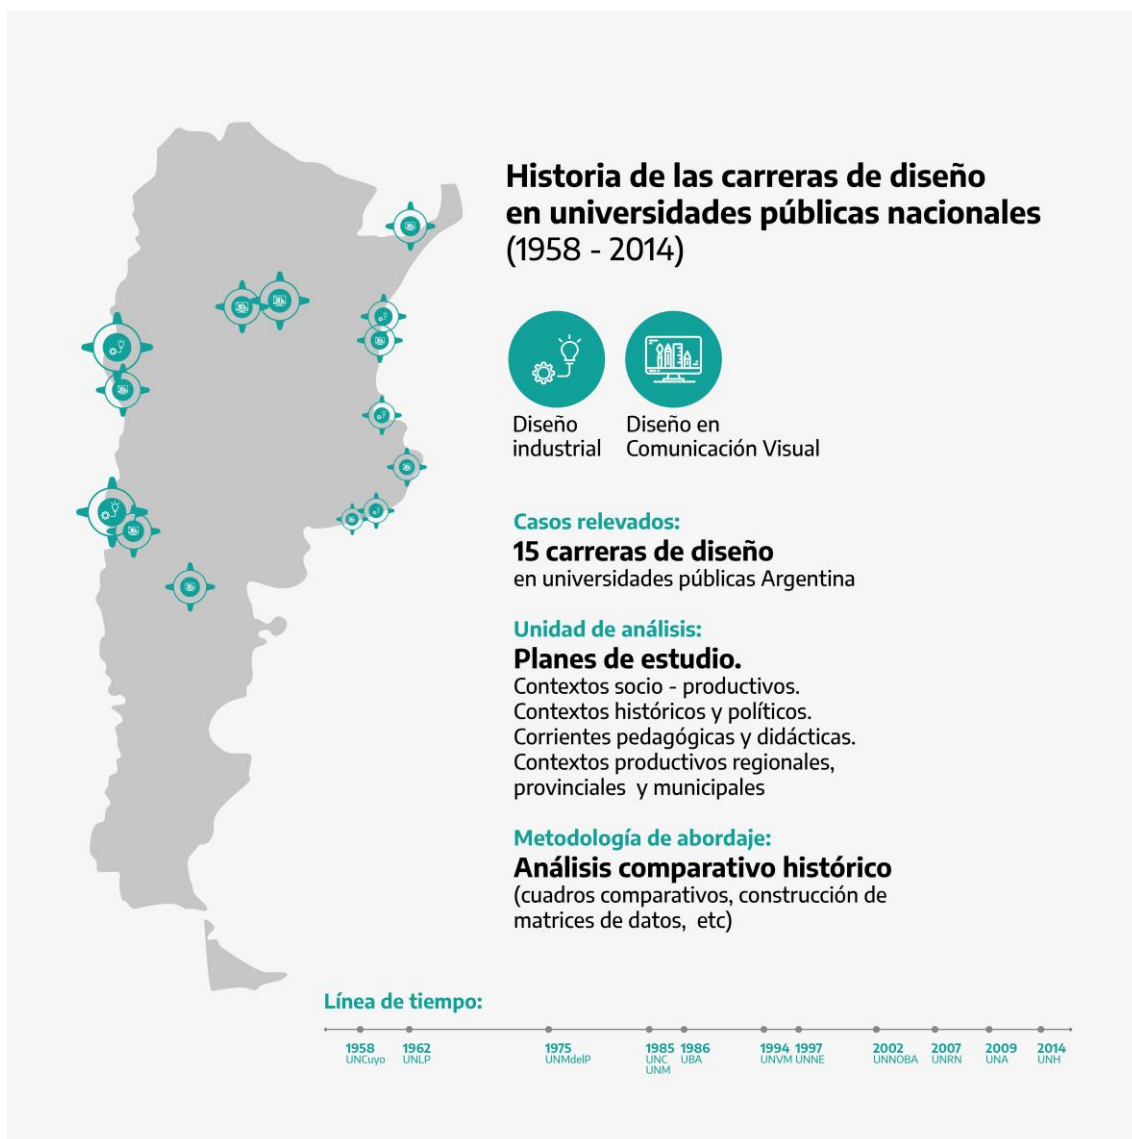 Historia de las carreras de diseño
en universidades públicas nacionales
(1958 - 2014)
Diseño
industrial
Diseño en
Comunicación Visual
Casos relevados:
15 carreras de diseño
en universidades públicas Argentina
Unidad de análisis:
Planes de estudio.
Contextos socio - productivos.
Contextos históricos y políticos.
Corrientes pedagógicas y didácticas.
Contextos productivos regionales,
provinciales y municipales
Metodología de abordaje:
Análisis comparativo histórico
(cuadros comparativos, construcción de
matrices de datos, etc)
Línea de tiempo:
1958
UNCuyo
1962
UNLP
1975
UNMdelP
1985
UNC
UNM
1986
UBA
1994
UNVM
1997
UNNE
2002
UNNOBA
2007
UNRN
2009
UNA
2014
UNH